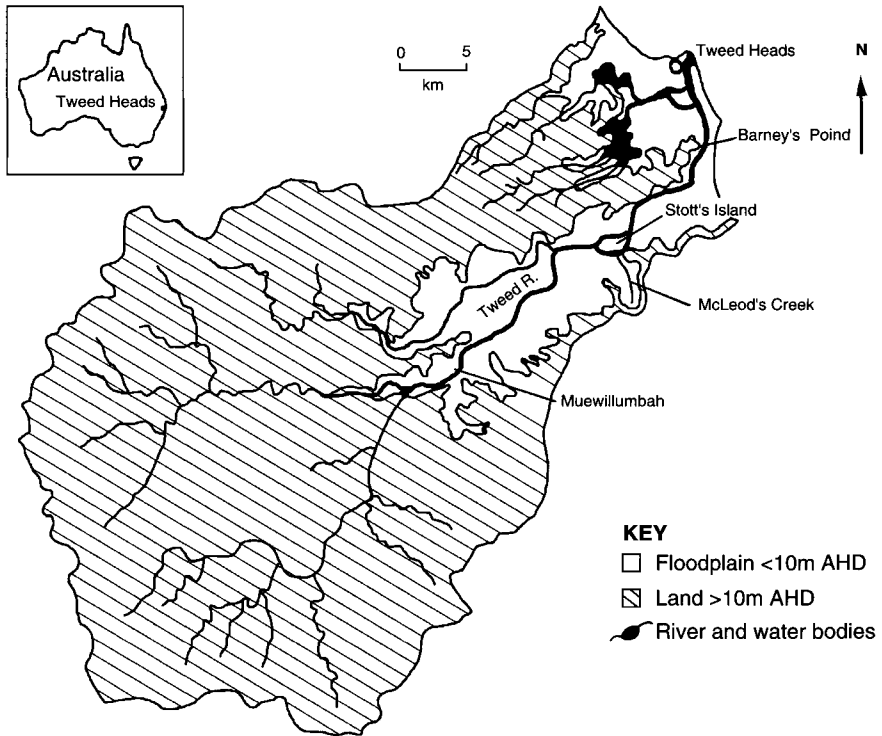 Australia
Tweed Heads
0 5
km
Tweed Heads
N
Barney's Poind
Stott's Island
McLeod's Creek
Tweed R.
Muewillumbah
KEY
Floodplain <10m AHD
Land >10m AHD
River and water bodies